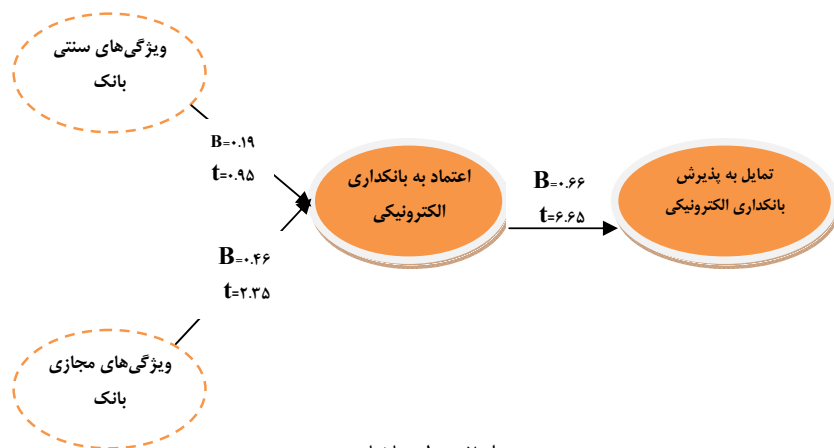 ویژگی‌های سنتی
بانک
B=۰.۱۹
t=۰.۹۵
اعتماد به بانکداری
الکترونیکی
B=۰.۶۶
t=۶.۶۵
تمایل به پذیرش
بانکداری الکترونیکی
B=۰.۴۶
t=۲.۳۵
ویژگی‌های مجازی
بانک